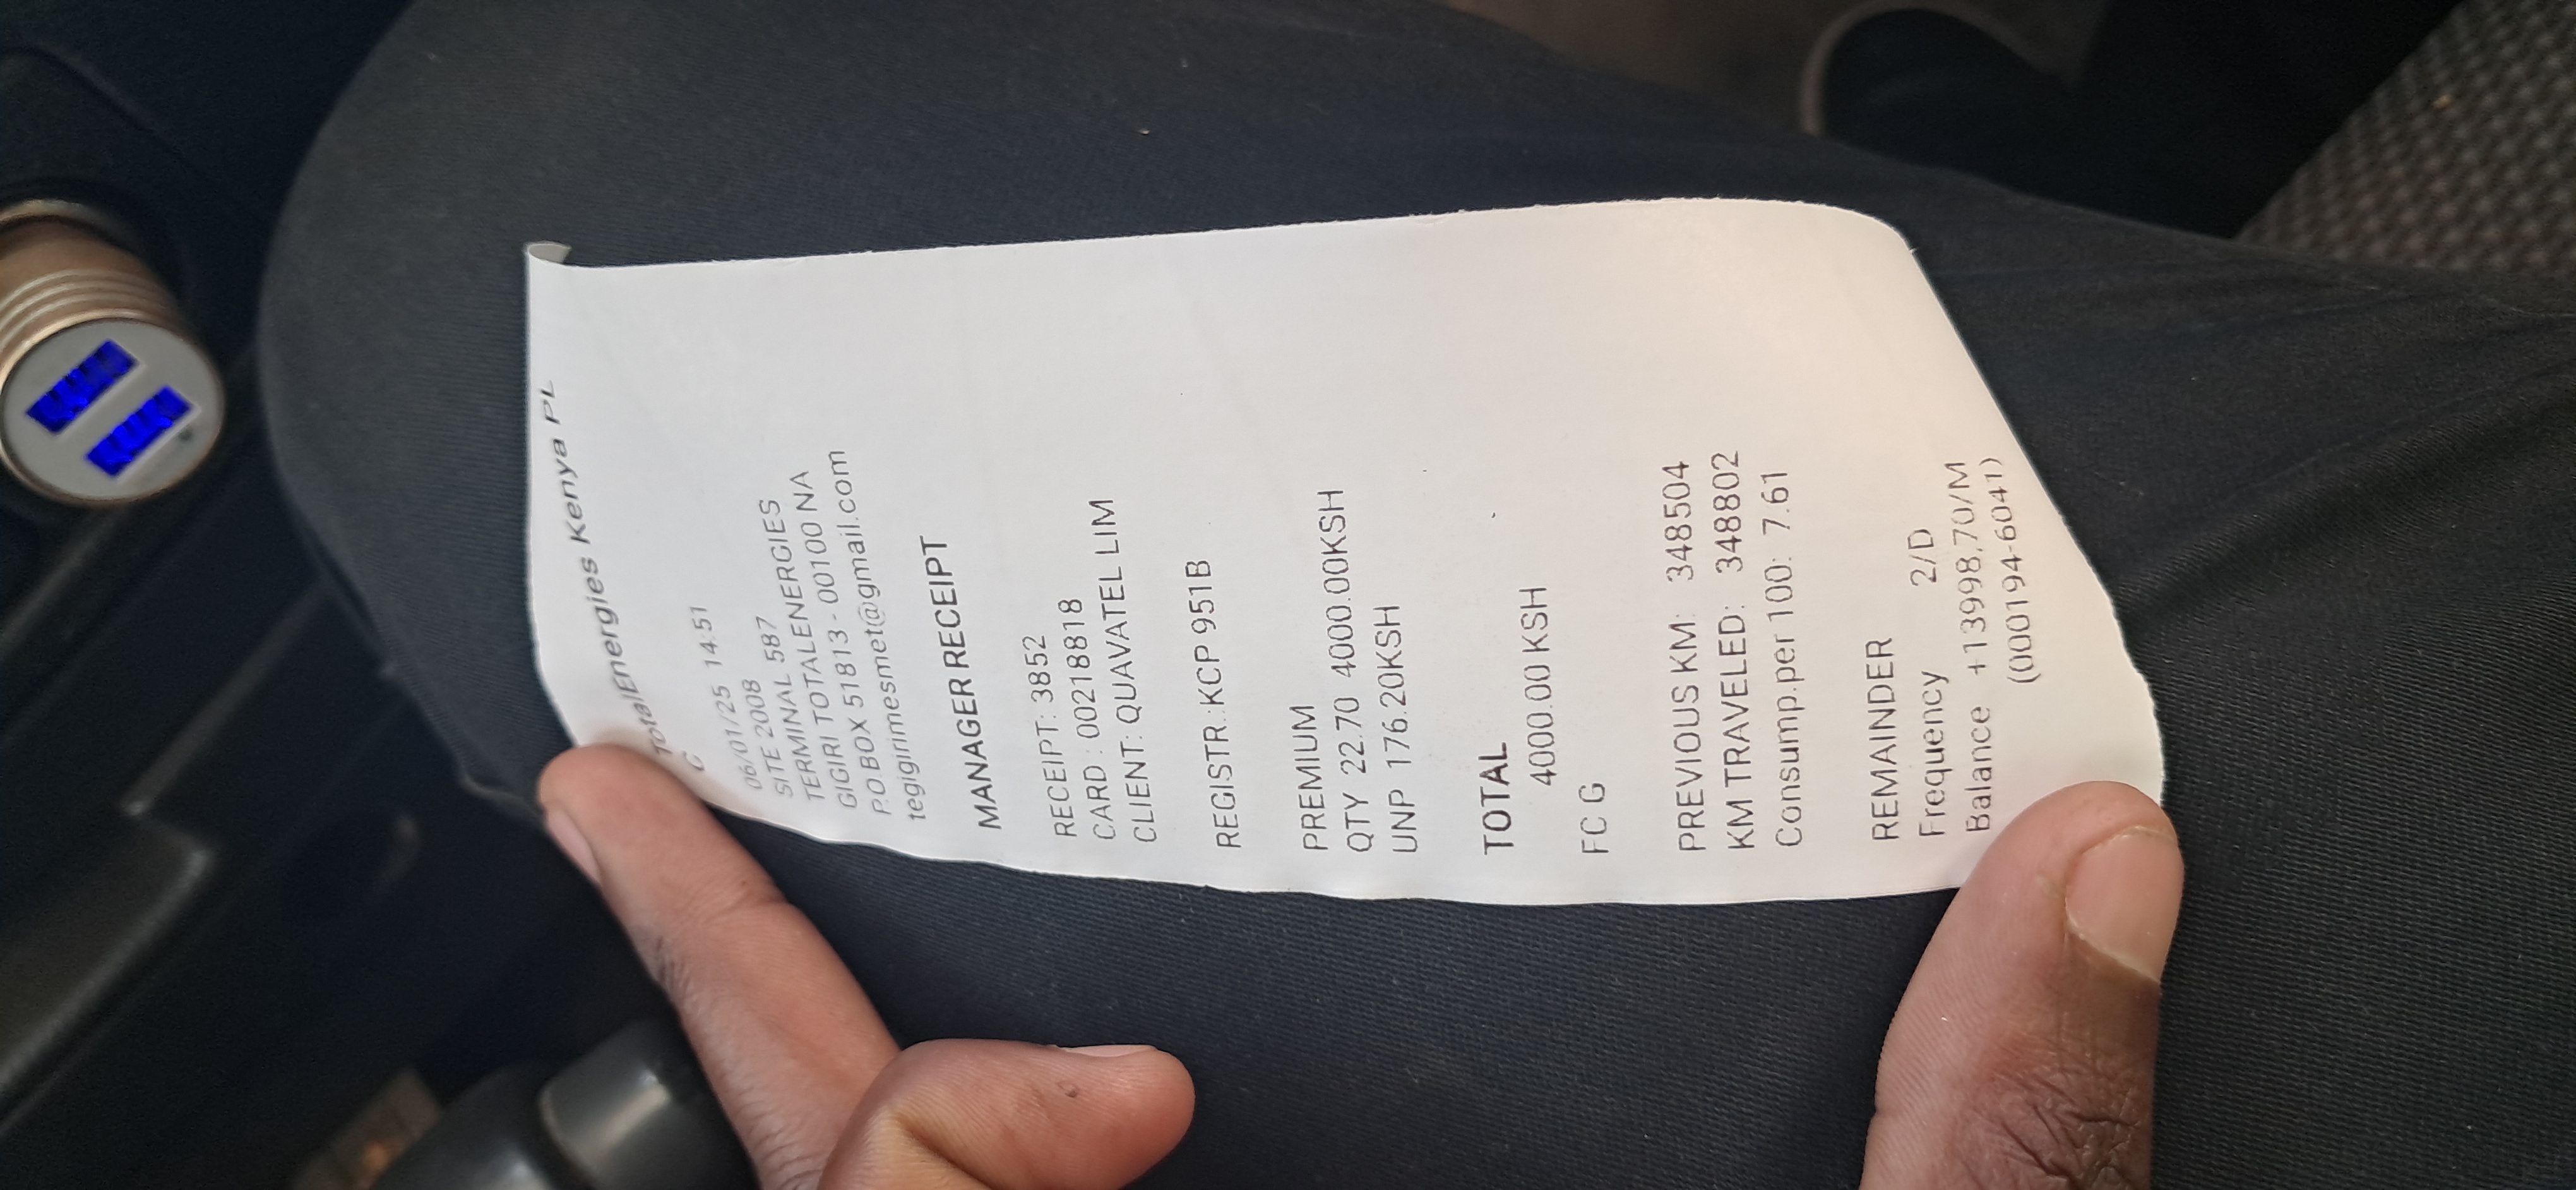 TotalEnergies Kenya PL
C
06/01/25 14:51
SITE 2008
TERMINAL 587
GIGIRI TOTALENERGIES
P.O BOX 51813 - 00100 NA
tegigirimesmet@gmail.com
MANAGER RECEIPT
RECEIPT: 3852
CARD : 00218818
CLIENT: QUAVATEL LIM
REGISTR.:KCP 951B
PREMIUM
QTY 22.70 4000.00KSH
UNP 176.20KSH
TOTAL
4000.00 KSH
FC G
PREVIOUS KM: 348504
KM TRAVELED: 348802
Consump.per 100: 7.61
REMAINDER
Frequency 2/D
Balance +13998,70/M
(000194-6041)